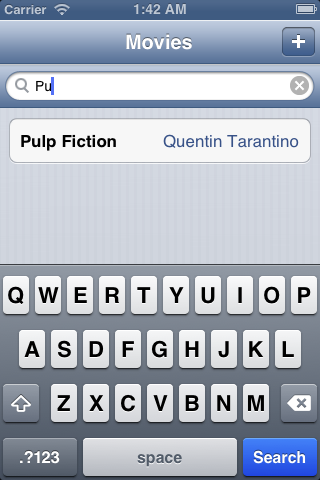 Carrier 1:42 AM
Movies +
Pu
Pulp Fiction Quentin Tarantino
Q W E R T Y U I O P
A S D F G H J K L
Z X C V B N M
.?123 space Search